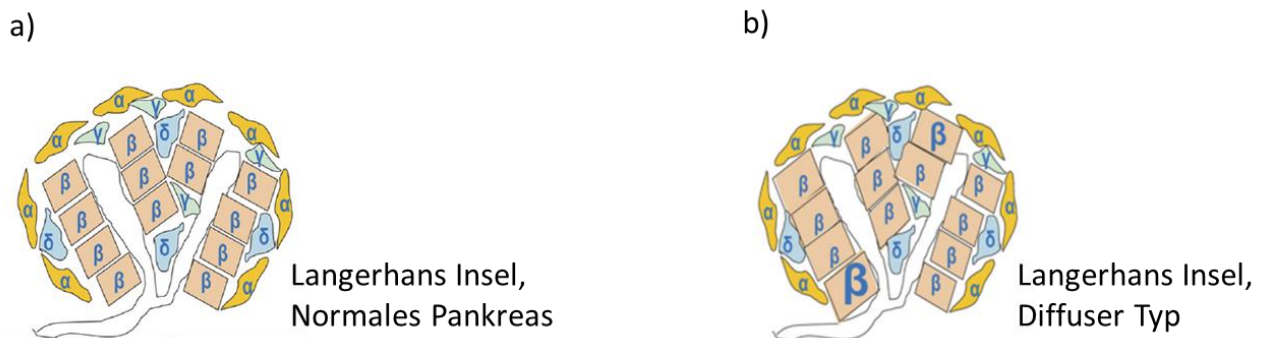 a)
α α
γ
α γ β δ β α
γ
β β β β
α β β γ β α
δ β δ β δ
α β β α
Langerhans Insel,
Normales Pankreas
b)
α α
γ
α γ β δ β α
γ
β β β β
α β β γ β α
δ β δ β δ
α β β α
Langerhans Insel,
Diffuser Typ